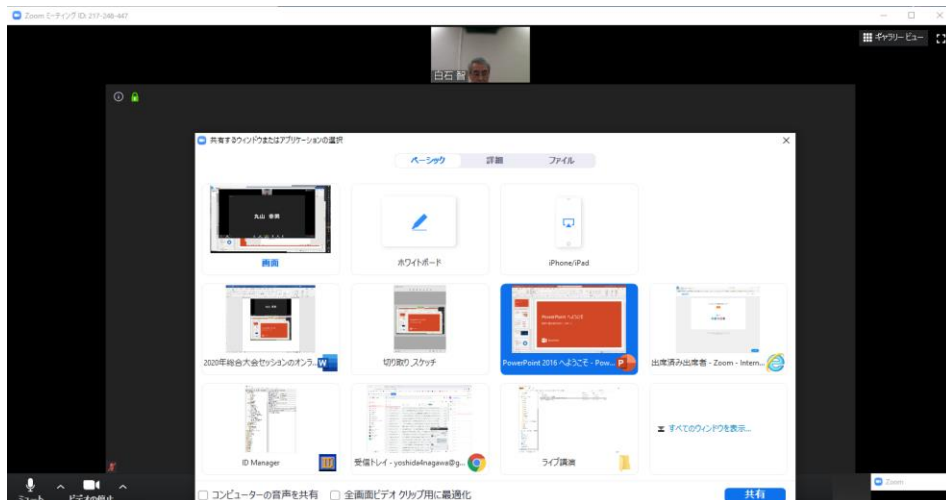 Zoom ミーティング ID: 217-248-447
ギャラリービュー
白石 智
共有するウィンドウまたはアプリケーションの選択
ベーシック
詳細
ファイル
丸山 修男
画面
ホワイトボード
iPhone/iPad
PowerPoint へようこそ
2020年総合大会セッションのオンラ...
切り取り、スケッチ
PowerPoint 2016 へようこそ - Pow...
出席済み出席者 - Zoom - Intern...
ID Manager
受信トレイ - yoshida4nagawa@g...
ライブ講演
すべてのウィンドウを表示...
コンピューターの音声を共有
全画面ビデオ クリップ用に最適化
共有
ミュート
ビデオの停止
Zoom